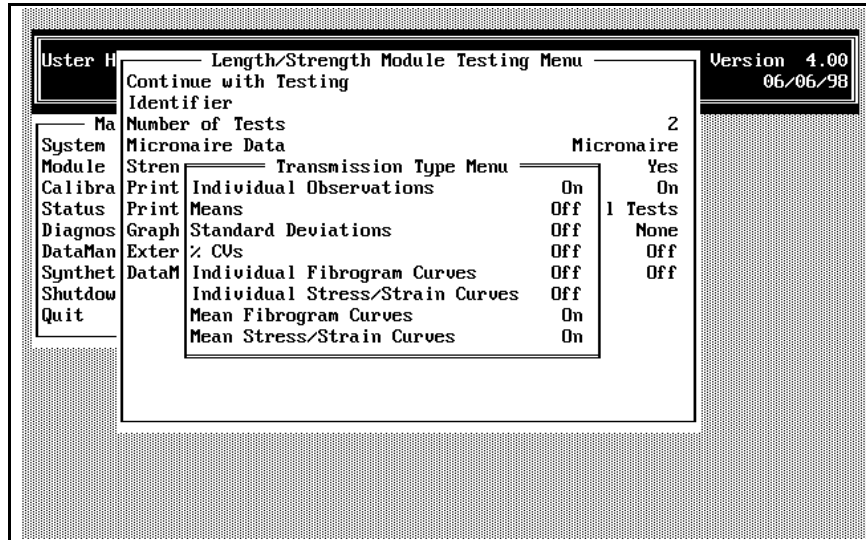 Uster H Version 4.00
06/06/98
Length/Strength Module Testing Menu
Continue with Testing
Identifier
Number of Tests 2
Micronaire Data Micronaire
Stren Yes
Print On
Print l Tests
Graph None
Exter Off
DataM Off
Ma
System
Module
Calibra
Status
Diagnos
DataMan
Synthet
Shutdow
Quit
Transmission Type Menu
Individual Observations On
Means Off
Standard Deviations Off
% CVs Off
Individual Fibrogram Curves Off
Individual Stress/Strain Curves Off
Mean Fibrogram Curves On
Mean Stress/Strain Curves On